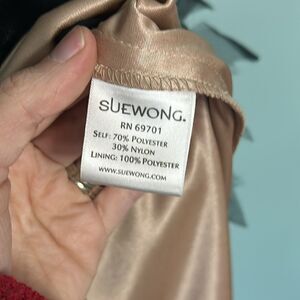 sUEWONG.
RN 69701
SELF: 70% POLYESTER
30% NYLON
LINING: 100% POLYESTER
WWW.SUEWONG.COM